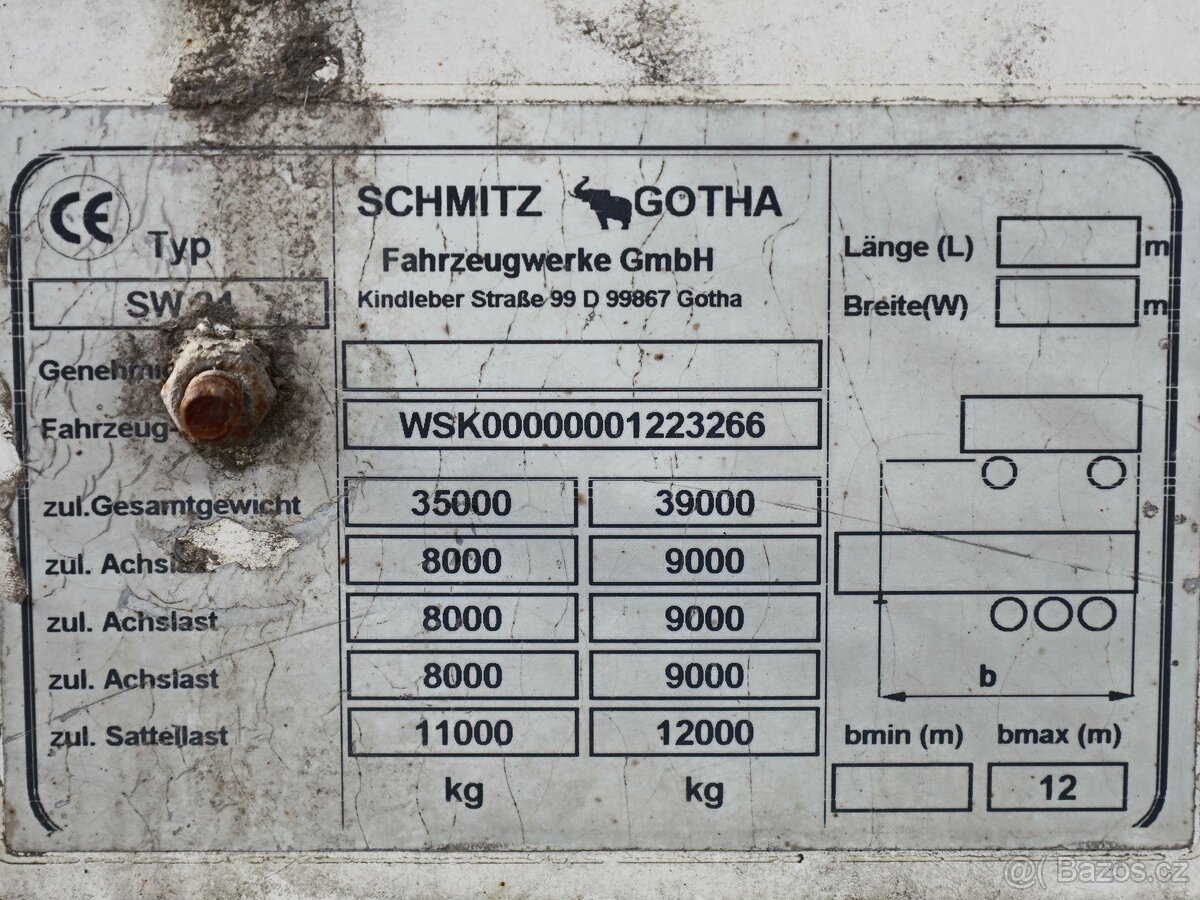 CE
Typ
SW 24
SCHMITZ GOTHA
Fahrzeugwerke GmbH
Kindleber Straße 99 D 99867 Gotha
Länge (L) m
Breite(W) m
Fahrzeug- WSK00000001223266
zul.Gesamtgewicht 35000 39000
zul. 8000 9000
zul. Achslast 8000 9000
zul. Achslast 8000 9000
zul. Sattellast 11000 12000
kg kg
b
bmin (m) bmax (m)
12
@( Bazos.cz